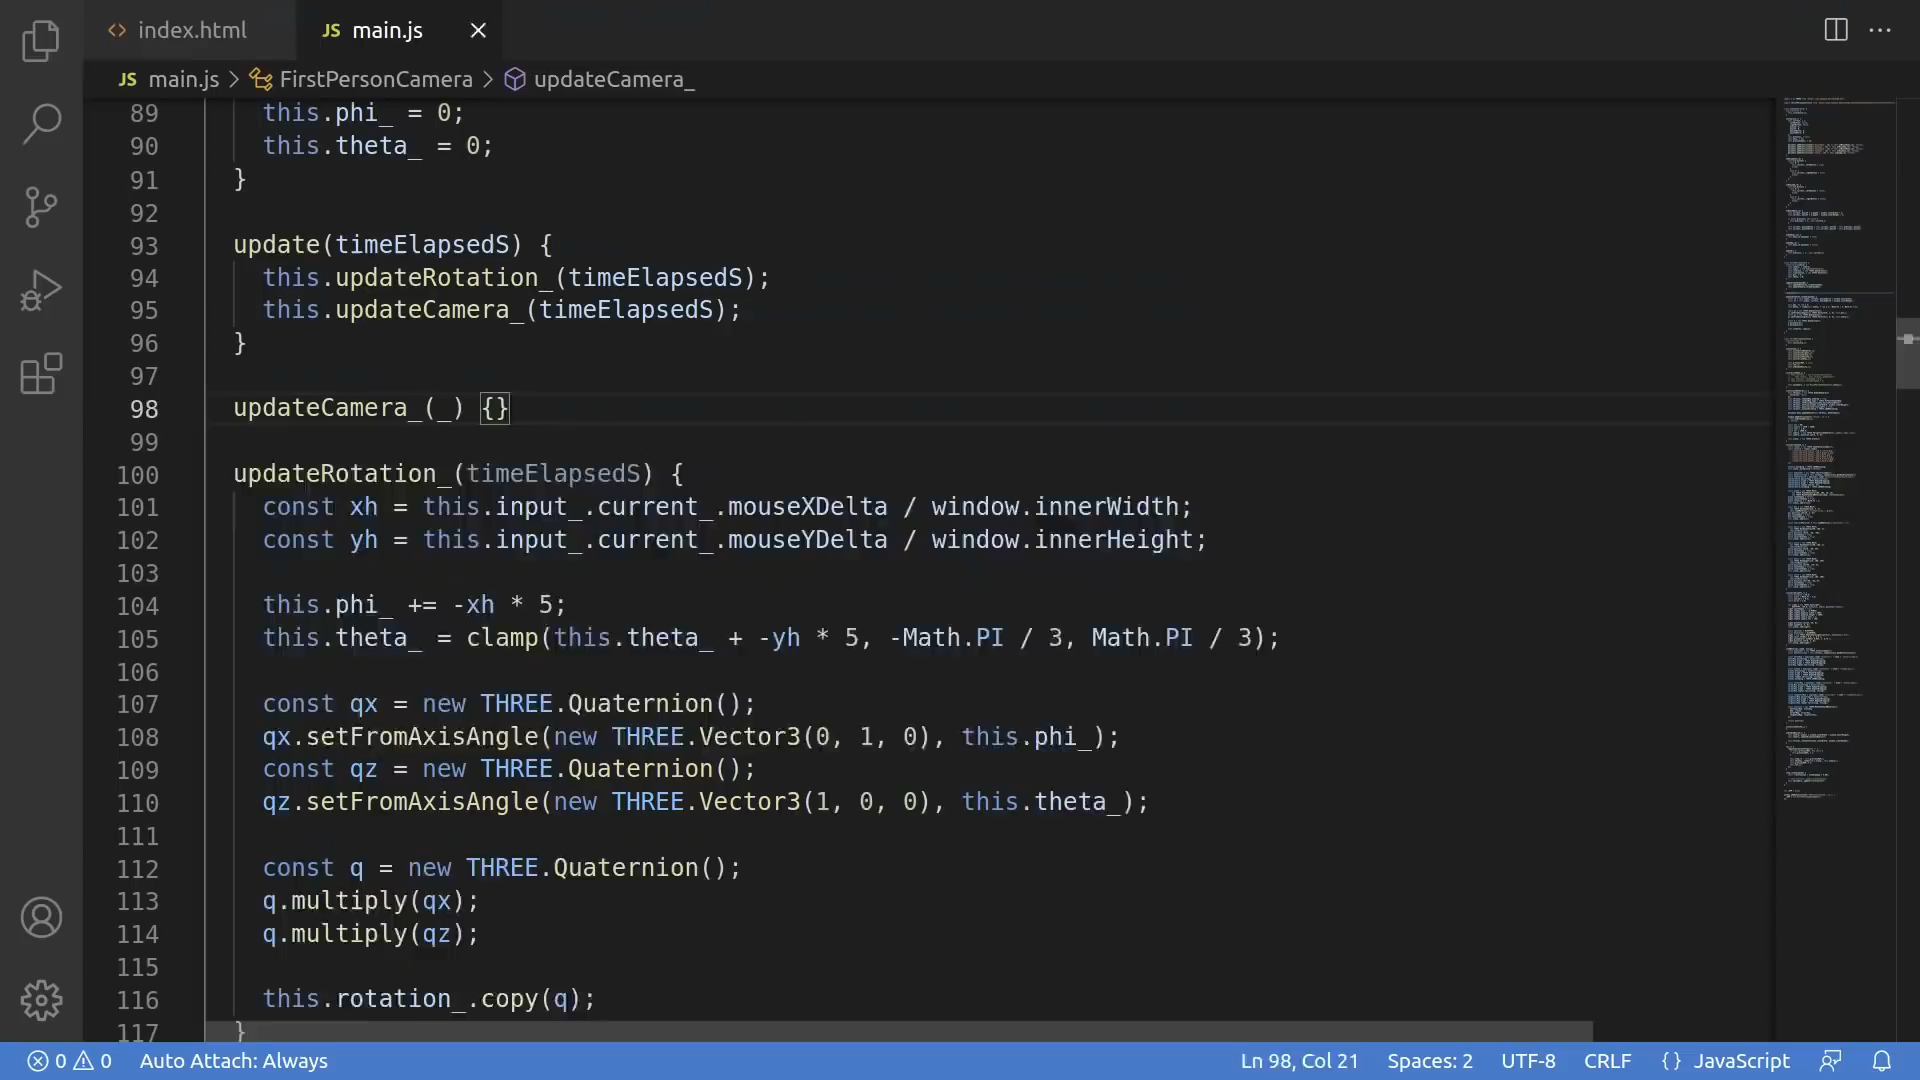 index.html
JS main.js
JS main.js > FirstPersonCamera > updateCamera_
89 this.phi_ = 0;
90 this.theta_ = 0;
91 }
92
93 update(timeElapsedS) {
94 this.updateRotation_(timeElapsedS);
95 this.updateCamera_(timeElapsedS);
96 }
97
98 updateCamera_(_) {}
99
100 updateRotation_(timeElapsedS) {
101 const xh = this.input_.current_.mouseXDelta / window.innerWidth;
102 const yh = this.input_.current_.mouseYDelta / window.innerHeight;
103
104 this.phi_ += -xh * 5;
105 this.theta_ = clamp(this.theta_ + -yh * 5, -Math.PI / 3, Math.PI / 3);
106
107 const qx = new THREE.Quaternion();
108 qx.setFromAxisAngle(new THREE.Vector3(0, 1, 0), this.phi_);
109 const qz = new THREE.Quaternion();
110 qz.setFromAxisAngle(new THREE.Vector3(1, 0, 0), this.theta_);
111
112 const q = new THREE.Quaternion();
113 q.multiply(qx);
114 q.multiply(qz);
115
116 this.rotation_.copy(q);
117 }
0 0 Auto Attach: Always Ln 98, Col 21 Spaces: 2 UTF-8 CRLF {} JavaScript